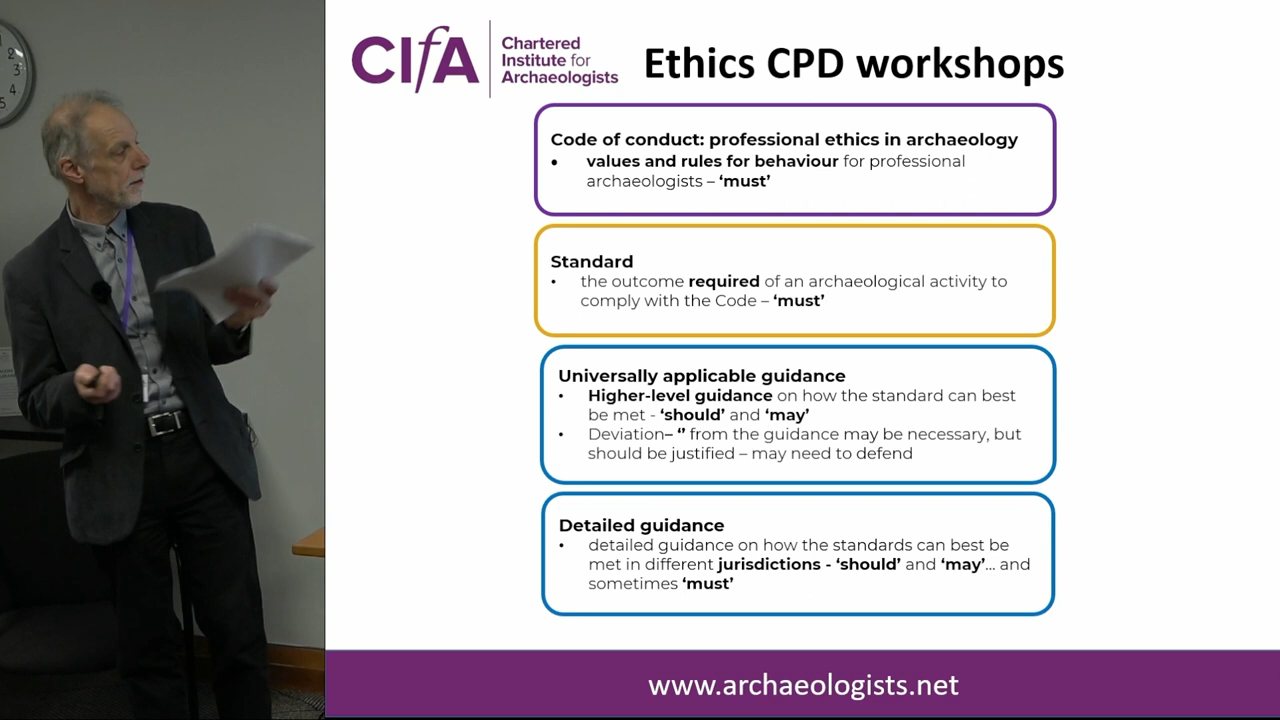 CIfA
Chartered
Institute for
Archaeologists
Ethics CPD workshops
Code of conduct: professional ethics in archaeology
• values and rules for behaviour for professional
archaeologists – ‘must’
Standard
• the outcome required of an archaeological activity to
comply with the Code – ‘must’
Universally applicable guidance
• Higher-level guidance on how the standard can best
be met - ‘should’ and ‘may’
• Deviation– ‘’ from the guidance may be necessary, but
should be justified – may need to defend
Detailed guidance
• detailed guidance on how the standards can best be
met in different jurisdictions - ‘should’ and ‘may’... and
sometimes ‘must’
www.archaeologists.net
3
4
5